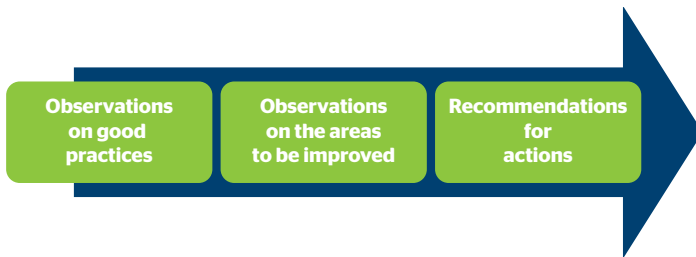 Observations
on good
practices
Observations
on the areas
to be improved
Recommendations
for
actions